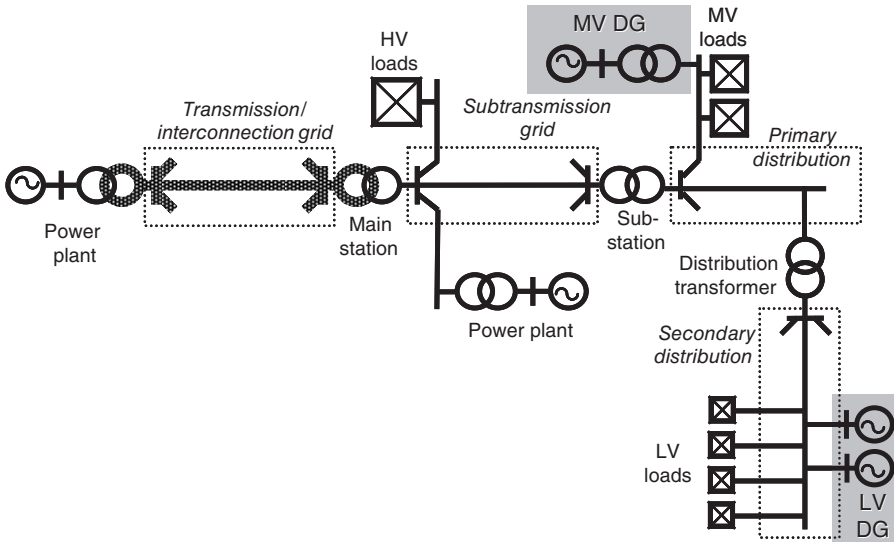 MV DG
MV
loads
HV
loads
Transmission/
interconnection grid
Subtransmission
grid
Primary
distribution
Power
plant
Main
station
Sub-
station
Distribution
transformer
Power plant
Secondary
distribution
LV
loads
LV
DG